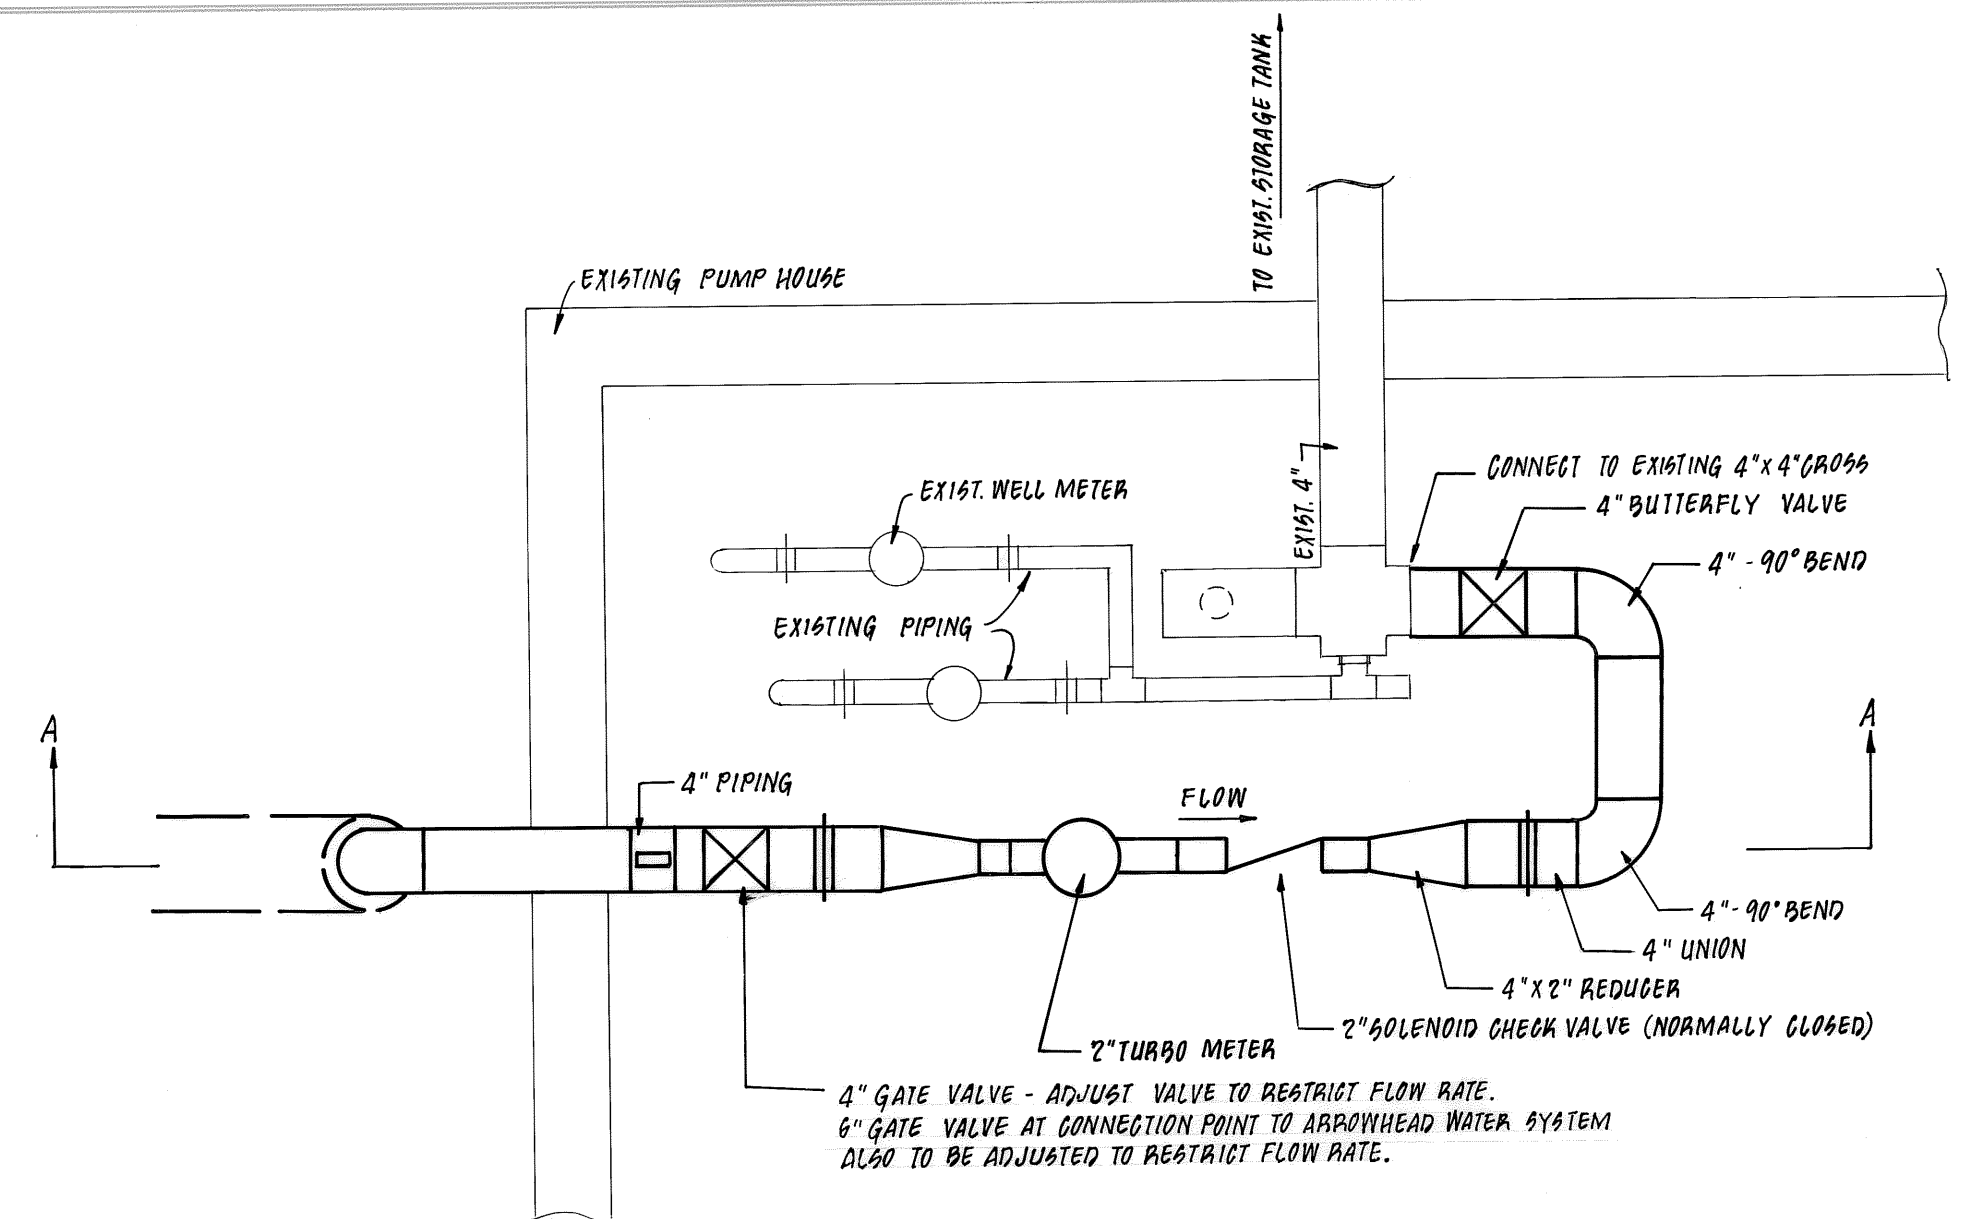 TO EXIST. STORAGE TANK
EXISTING PUMP HOUSE
EXIST. 4"
CONNECT TO EXISTING 4"X4" CROSS
4" BUTTERFLY VALVE
EXIST. WELL METER
4" - 90° BEND
EXISTING PIPING
A
A
4" PIPING
FLOW
4" - 90° BEND
4" UNION
4"X2" REDUCER
2" SOLENOID CHECK VALVE (NORMALLY CLOSED)
2" TURBO METER
4" GATE VALVE - ADJUST VALVE TO RESTRICT FLOW RATE.
6" GATE VALVE AT CONNECTION POINT TO ARROWHEAD WATER SYSTEM
ALSO TO BE ADJUSTED TO RESTRICT FLOW RATE.